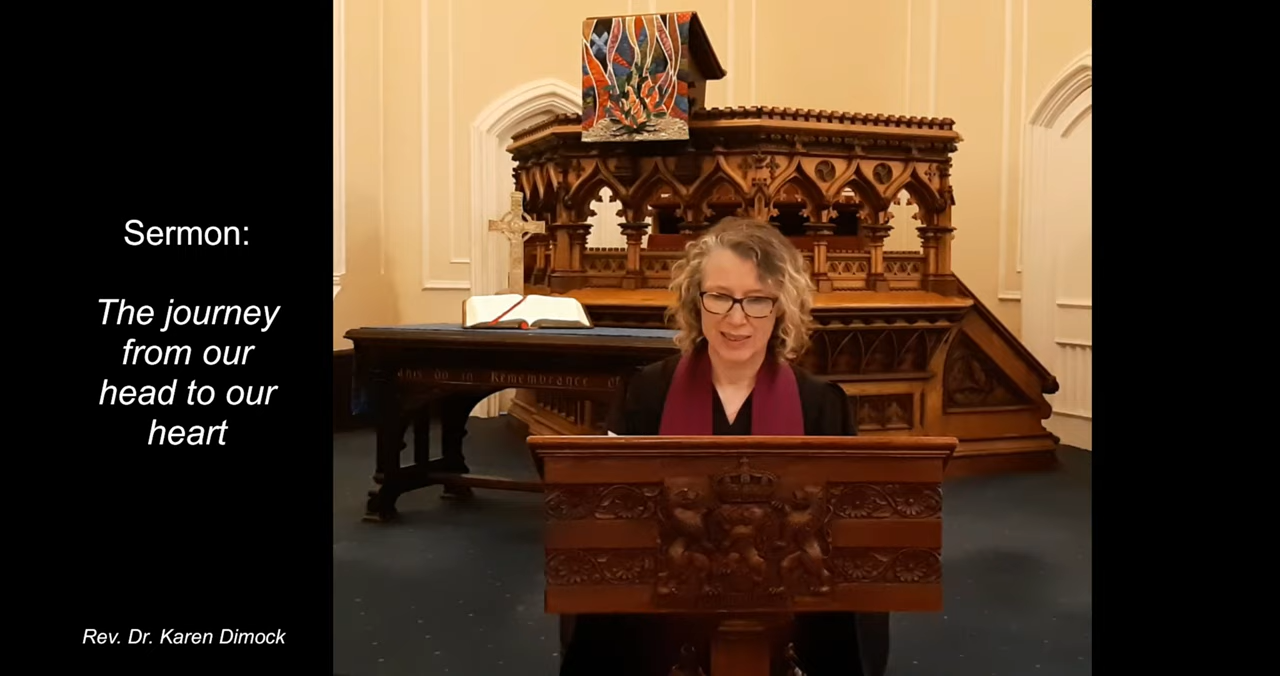 Sermon:
The journey
from our
head to our
heart
Rev. Dr. Karen Dimock
This do in Remembrance of